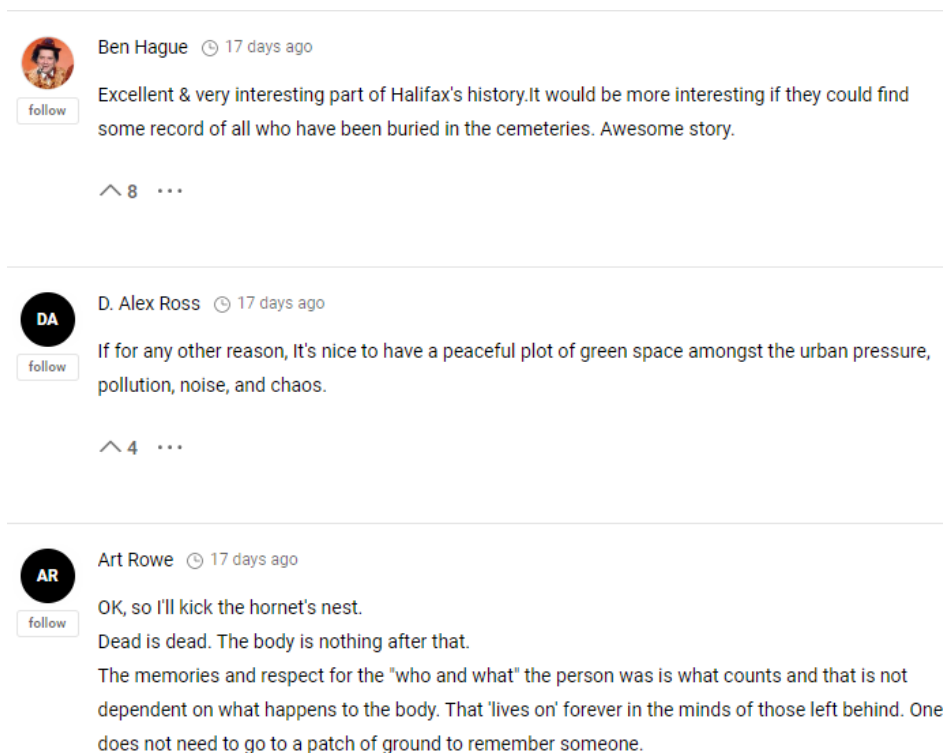 Ben Hague 17 days ago
follow
Excellent & very interesting part of Halifax's history.It would be more interesting if they could find
some record of all who have been buried in the cemeteries. Awesome story.
8 ...
DA
D. Alex Ross 17 days ago
follow
If for any other reason, It's nice to have a peaceful plot of green space amongst the urban pressure,
pollution, noise, and chaos.
4 ...
AR
Art Rowe 17 days ago
follow
OK, so I'll kick the hornet's nest.
Dead is dead. The body is nothing after that.
The memories and respect for the "who and what" the person was is what counts and that is not
dependent on what happens to the body. That 'lives on' forever in the minds of those left behind. One
does not need to go to a patch of ground to remember someone.